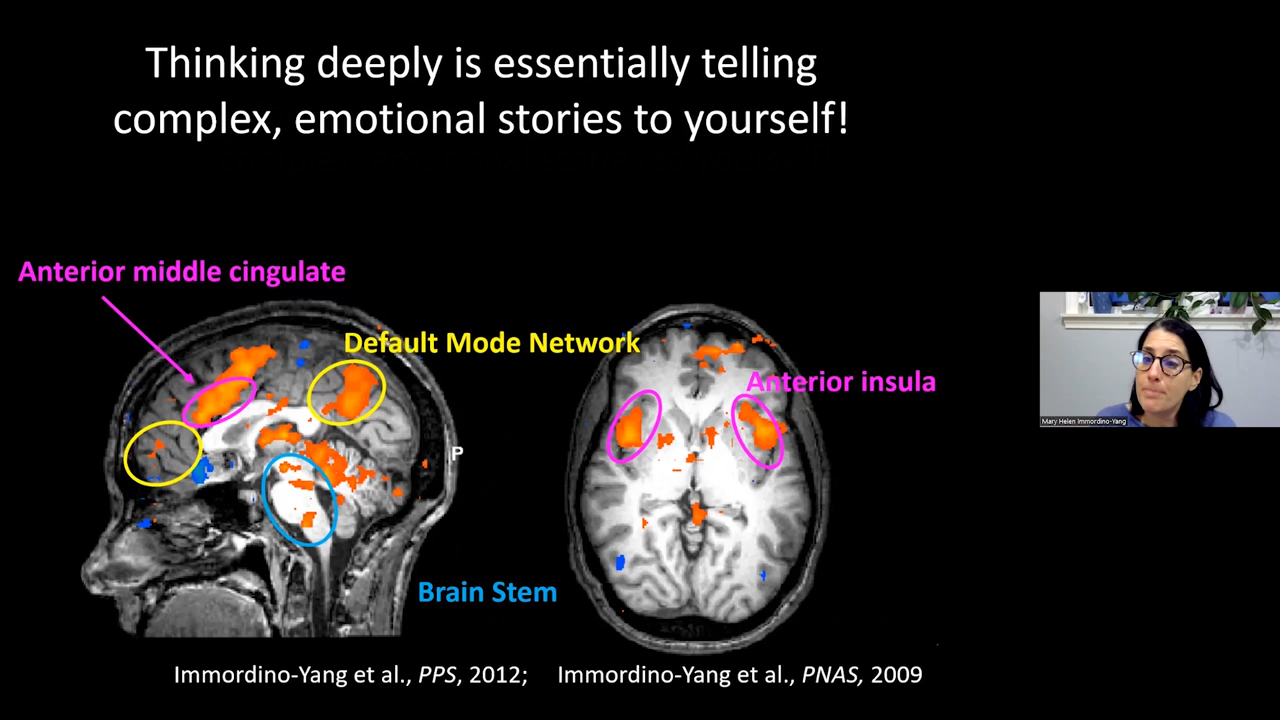 Thinking deeply is essentially telling
complex, emotional stories to yourself!
Anterior middle cingulate
Default Mode Network
Anterior insula
P
Mary Helen Immordino-Yang
Brain Stem
Immordino-Yang et al., PPS, 2012; Immordino-Yang et al., PNAS, 2009